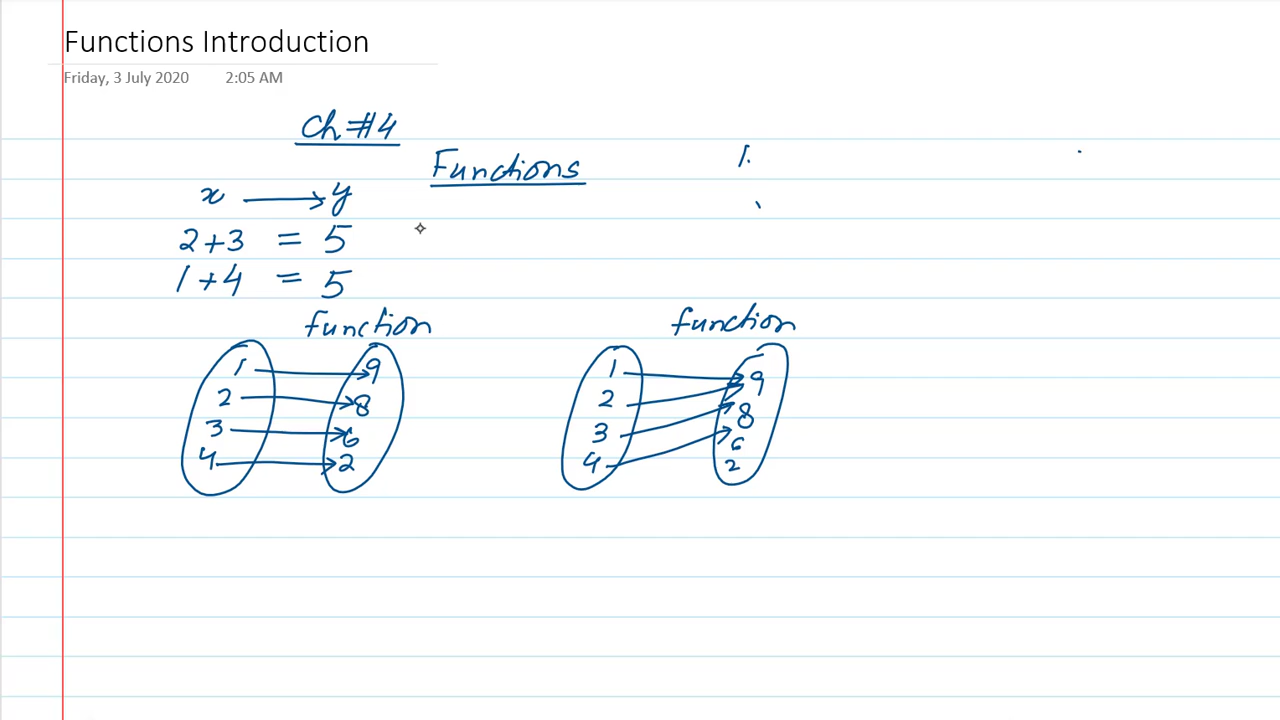 Functions Introduction
Friday, 3 July 2020 2:05 AM
Ch #4
Functions
x → y
2+3 = 5
1+4 = 5
function function
1 9 1 9
2 8 2 8
3 6 3 6
4 2 4 2